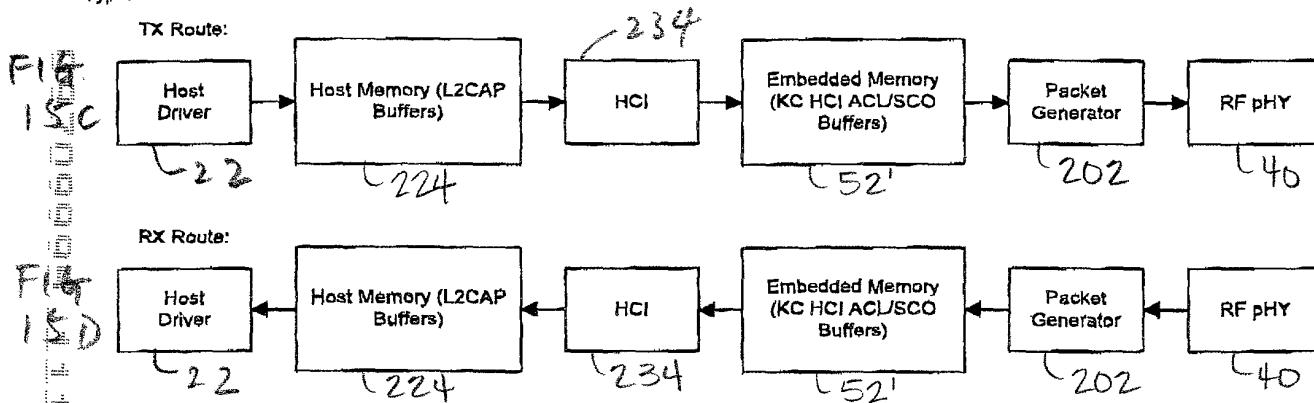 TX Route:
234
FIG
15C
Host
Driver
Host Memory (L2CAP
Buffers)
HCI
Embedded Memory
(KC HCI ACL/SCO
Buffers)
Packet
Generator
RF pHY
22
224
52'
202
40
RX Route:
FIG
15D
Host
Driver
Host Memory (L2CAP
Buffers)
HCI
Embedded Memory
(KC HCI ACL/SCO
Buffers)
Packet
Generator
RF pHY
22
224
234
52'
202
40